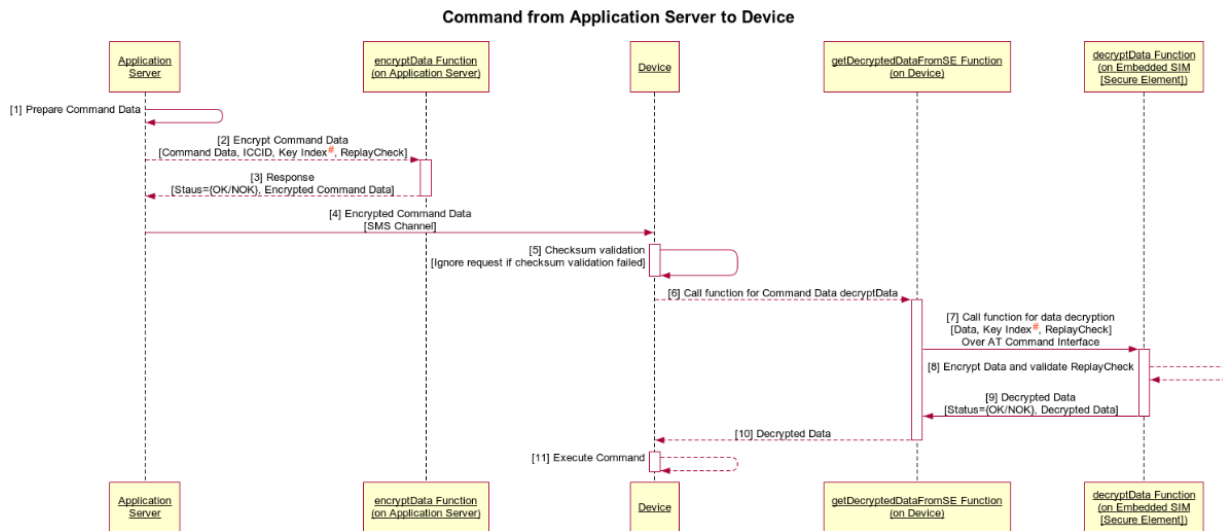 Command from Application Server to Device
Application
Server
encryptData Function
(on Application Server)
Device
getDecryptedDataFromSE Function
(on Device)
decryptData Function
(on Embedded SIM
[Secure Element])
[1] Prepare Command Data
[2] Encrypt Command Data
[Command Data, ICCID, Key Index#, ReplayCheck]
[3] Response
[Staus={OK/NOK}, Encrypted Command Data]
[4] Encrypted Command Data
[SMS Channel]
[5] Checksum validation
[Ignore request if checksum validation failed]
[6] Call function for Command Data decryptData
[7] Call function for data decryption
[Data, Key Index#, ReplayCheck]
Over AT Command Interface
[8] Encrypt Data and validate ReplayCheck
[9] Decrypted Data
[Status={OK/NOK}, Decrypted Data]
[10] Decrypted Data
[11] Execute Command
Application
Server
encryptData Function
(on Application Server)
Device
getDecryptedDataFromSE Function
(on Device)
decryptData Function
(on Embedded SIM
[Secure Element])